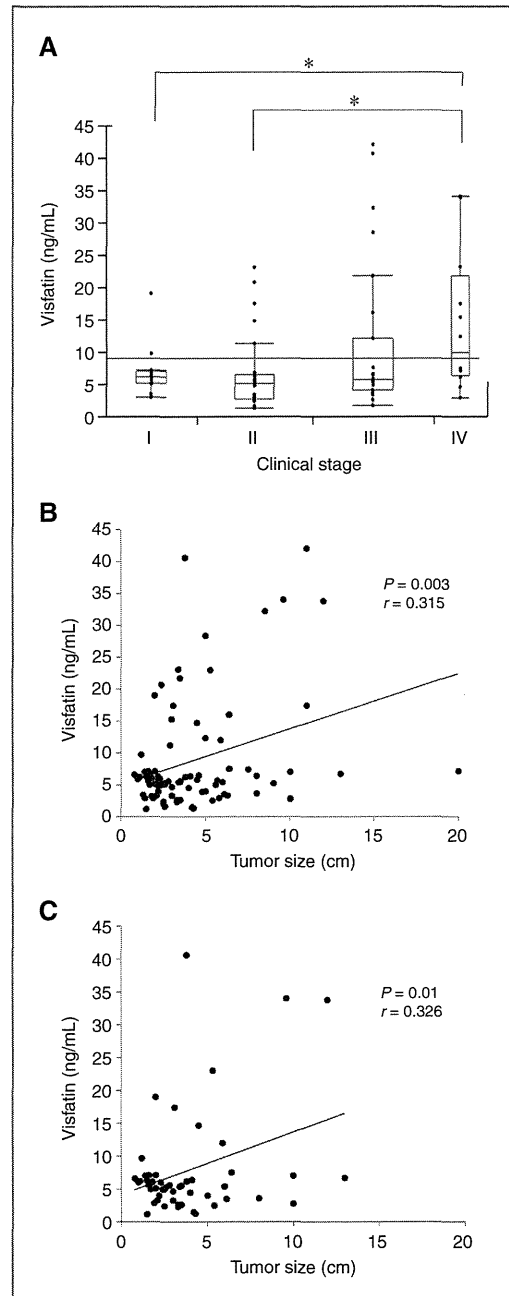 A
*
*
45
40
35
30
25
20
15
10
5
0
Visfatin (ng/mL)
I II III IV
Clinical stage
B
45
40
35
30
25
20
15
10
5
0
Visfatin (ng/mL)
P = 0.003
r = 0.315
0 5 10 15 20
Tumor size (cm)
C
45
40
35
30
25
20
15
10
5
0
Visfatin (ng/mL)
P = 0.01
r = 0.326
0 5 10 15 20
Tumor size (cm)